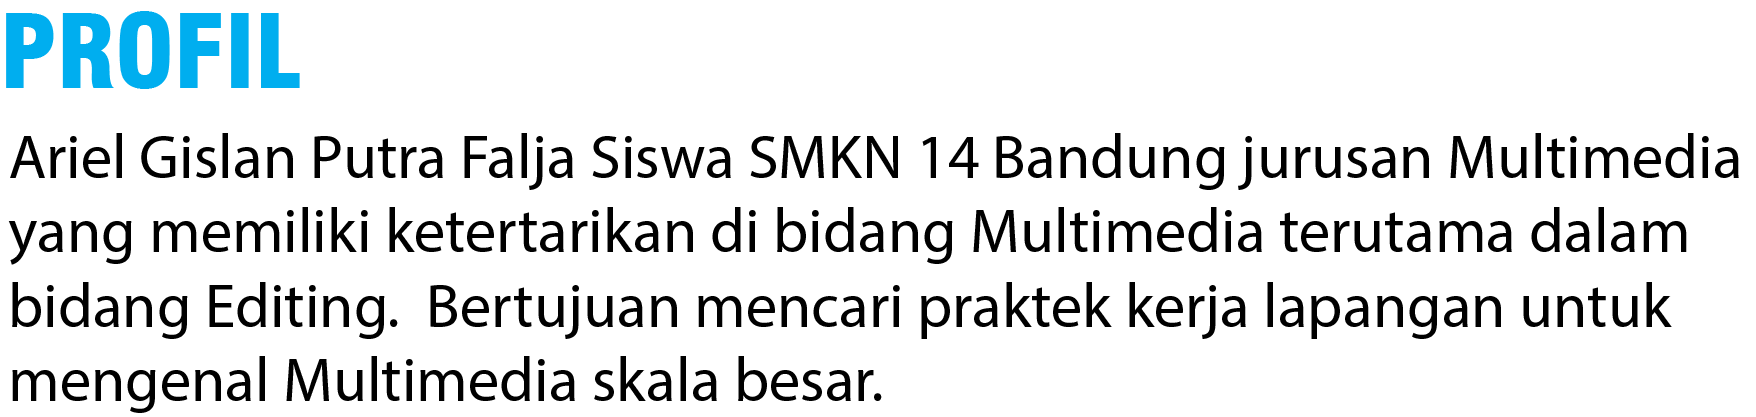 PROFIL
Ariel Gislan Putra Falja Siswa SMKN 14 Bandung jurusan Multimedia
yang memiliki ketertarikan di bidang Multimedia terutama dalam
bidang Editing.  Bertujuan mencari praktek kerja lapangan untuk
mengenal Multimedia skala besar.